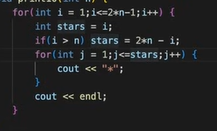 for(int i = 1;i<=2*n-1;i++) {
int stars = i;
if(i > n) stars = 2*n - i;
for(int j = 1;j<=stars;j++) {
cout << "*";
}
cout << endl;
}